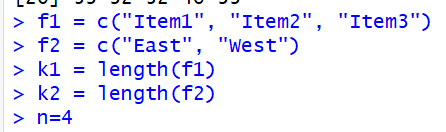 > f1 = c("Item1", "Item2", "Item3")
> f2 = c("East", "West")
> k1 = length(f1)
> k2 = length(f2)
> n=4